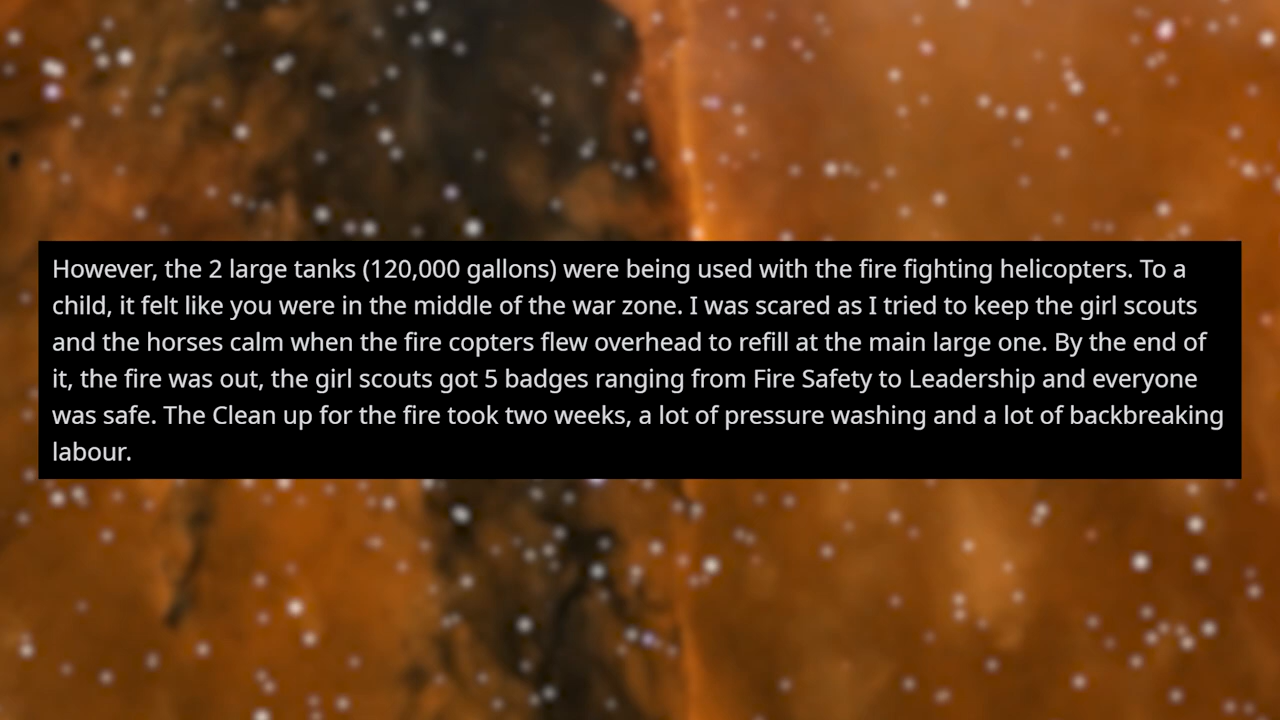 However, the 2 large tanks (120,000 gallons) were being used with the fire fighting helicopters. To a
child, it felt like you were in the middle of the war zone. I was scared as I tried to keep the girl scouts
and the horses calm when the fire copters flew overhead to refill at the main large one. By the end of
it, the fire was out, the girl scouts got 5 badges ranging from Fire Safety to Leadership and everyone
was safe. The Clean up for the fire took two weeks, a lot of pressure washing and a lot of backbreaking
labour.